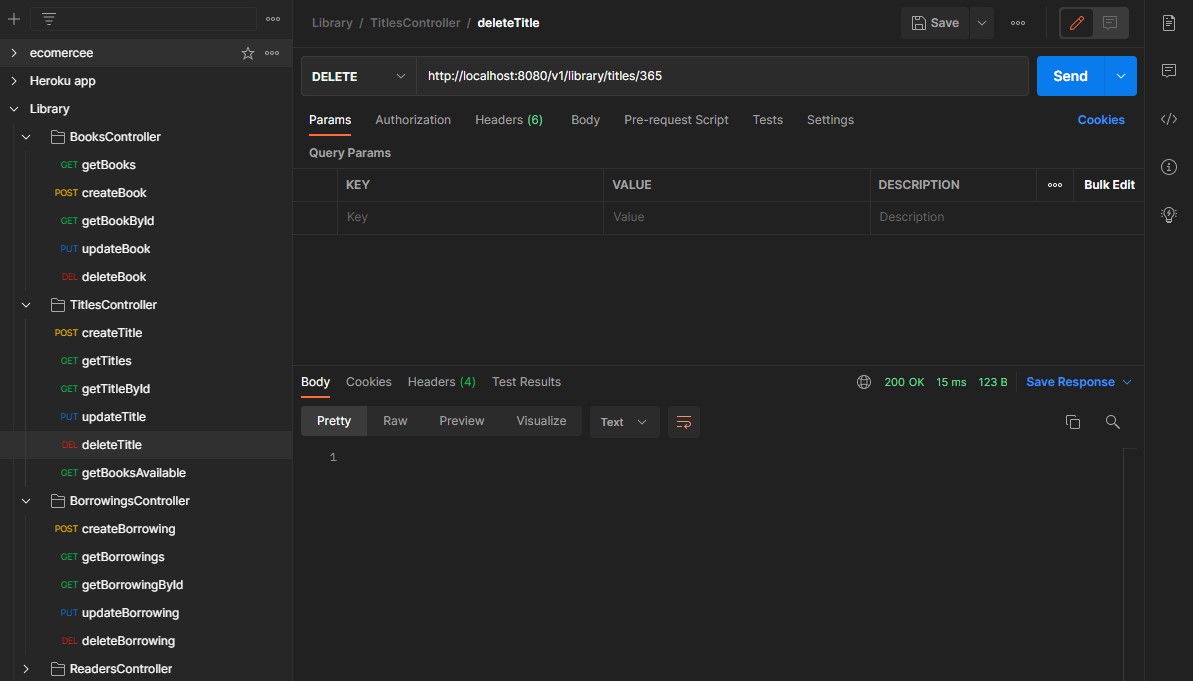 Library / TitlesController / deleteTitle
Save
ecomercee
Heroku app
Library
BooksController
GET getBooks
POST createBook
GET getBookById
PUT updateBook
DEL deleteBook
TitlesController
POST createTitle
GET getTitles
GET getTitleById
PUT updateTitle
DEL deleteTitle
GET getBooksAvailable
BorrowingsController
POST createBorrowing
GET getBorrowings
GET getBorrowingById
PUT updateBorrowing
DEL deleteBorrowing
ReadersController
DELETE http://localhost:8080/v1/library/titles/365 Send
Params Authorization Headers (6) Body Pre-request Script Tests Settings Cookies
Query Params
KEY VALUE DESCRIPTION Bulk Edit
Key Value Description
Body Cookies Headers (4) Test Results 200 OK 15 ms 123 B Save Response
Pretty Raw Preview Visualize Text
1